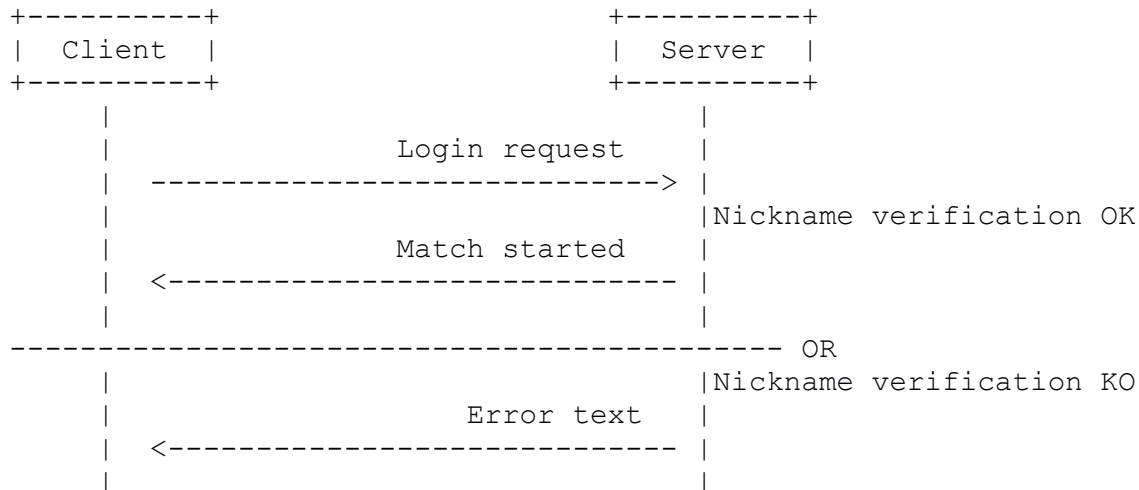 Client Server
Login request
Nickname verification OK
Match started
OR
Nickname verification KO
Error text